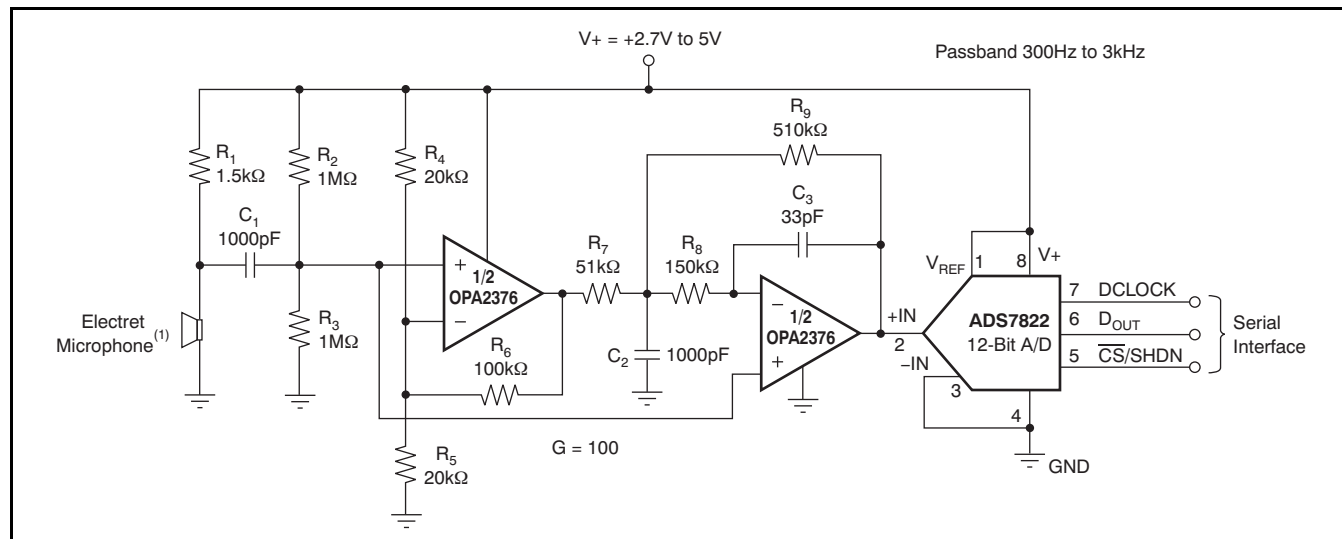 V+ = +2.7V to 5V
Passband 300Hz to 3kHz
R1
1.5kΩ
R2
1MΩ
R4
20kΩ
R9
510kΩ
C3
33pF
C1
1000pF
R7
51kΩ
R8
150kΩ
+
1/2
OPA2376
−
−
1/2
OPA2376
+
VREF
1
8
V+
7 DCLOCK
+IN
2
ADS7822
12-Bit A/D
6 DOUT
−IN
3
5 CS/SHDN
4
Serial
Interface
Electret
Microphone(1)
R3
1MΩ
R6
100kΩ
C2
1000pF
G = 100
R5
20kΩ
GND